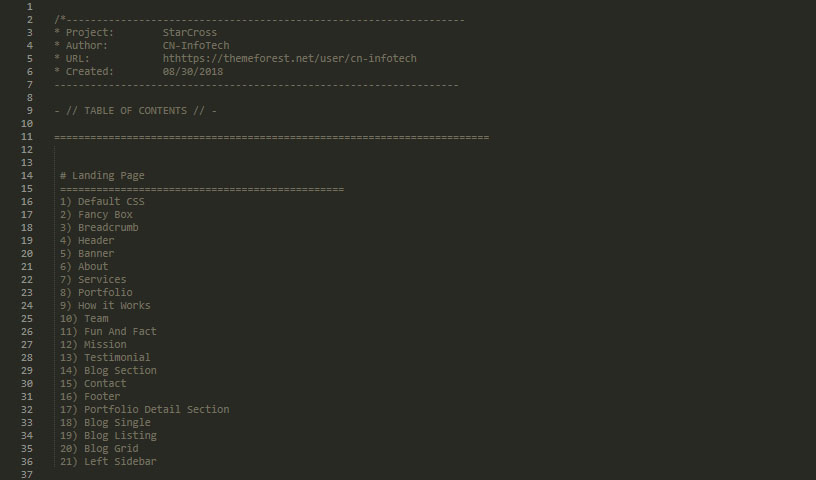 1
2 /*------------------------------------------------------------------
3 * Project: StarCross
4 * Author: CN-InfoTech
5 * URL: hthttps://themeforest.net/user/cn-infotech
6 * Created: 08/30/2018
7 -------------------------------------------------------------------
8
9 - // TABLE OF CONTENTS // -
10
11 ========================================================================
12
13
14 # Landing Page
15 ===============================================
16 1) Default CSS
17 2) Fancy Box
18 3) Breadcrumb
19 4) Header
20 5) Banner
21 6) About
22 7) Services
23 8) Portfolio
24 9) How it Works
25 10) Team
26 11) Fun And Fact
27 12) Mission
28 13) Testimonial
29 14) Blog Section
30 15) Contact
31 16) Footer
32 17) Portfolio Detail Section
33 18) Blog Single
34 19) Blog Listing
35 20) Blog Grid
36 21) Left Sidebar
37